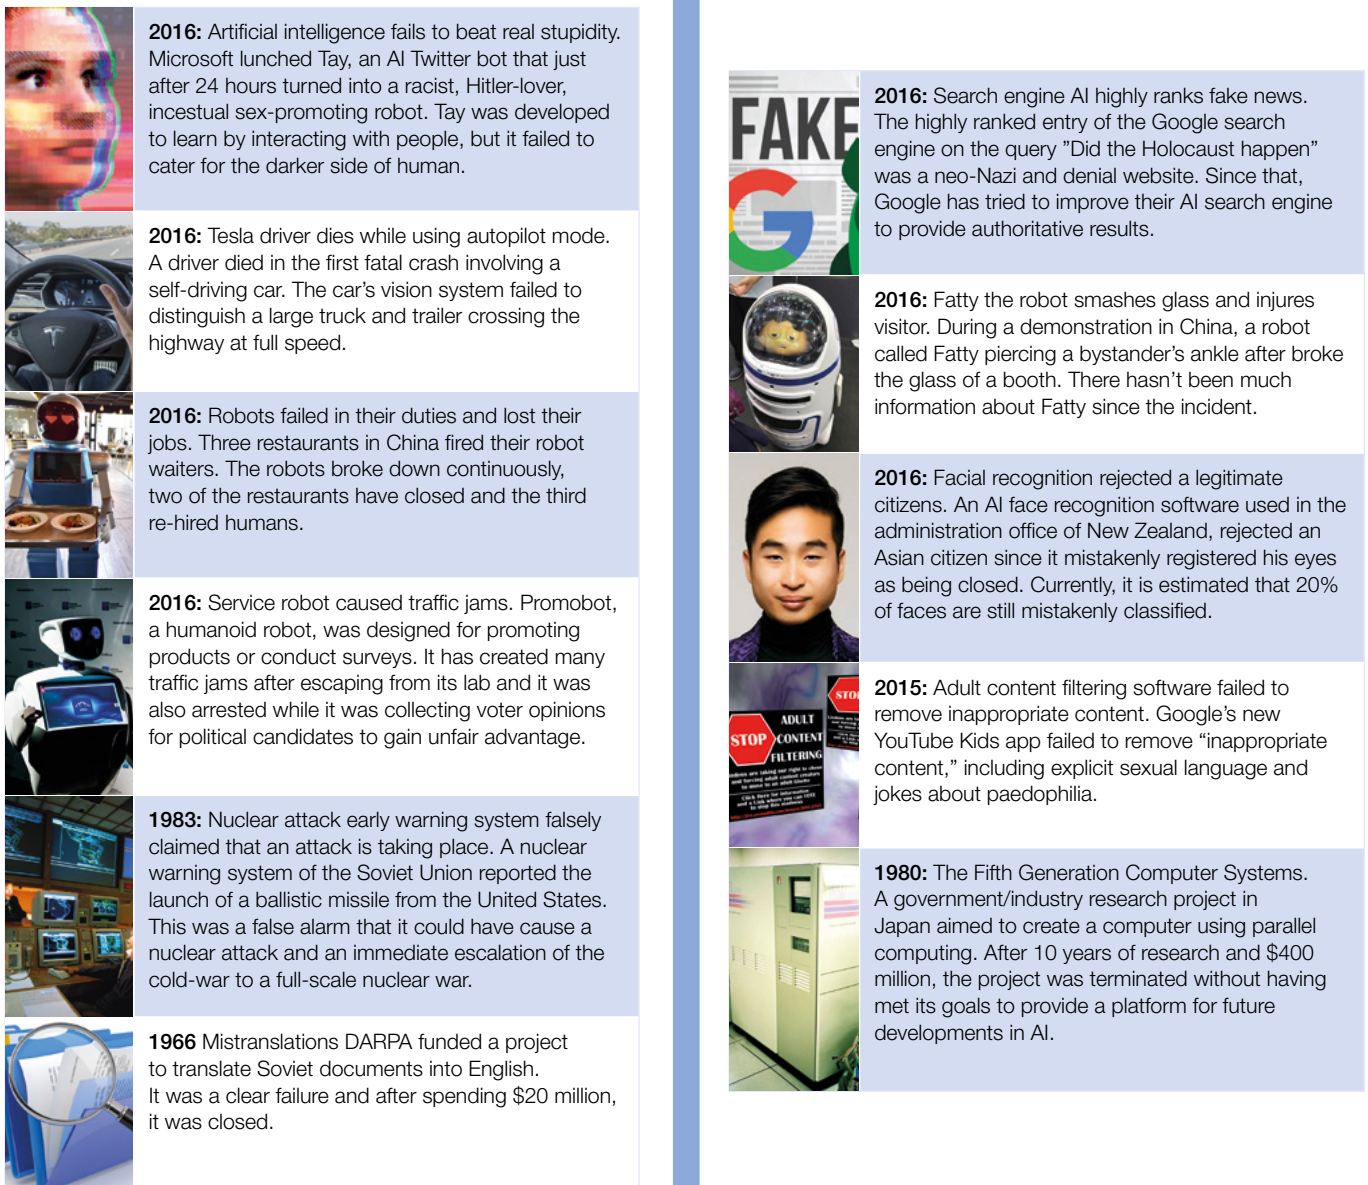 2016: Artificial intelligence fails to beat real stupidity.
Microsoft lunched Tay, an AI Twitter bot that just
after 24 hours turned into a racist, Hitler-lover,
incestual sex-promoting robot. Tay was developed
to learn by interacting with people, but it failed to
cater for the darker side of human.
2016: Tesla driver dies while using autopilot mode.
A driver died in the first fatal crash involving a
self-driving car. The car’s vision system failed to
distinguish a large truck and trailer crossing the
highway at full speed.
2016: Robots failed in their duties and lost their
jobs. Three restaurants in China fired their robot
waiters. The robots broke down continuously,
two of the restaurants have closed and the third
re-hired humans.
2016: Service robot caused traffic jams. Promobot,
a humanoid robot, was designed for promoting
products or conduct surveys. It has created many
traffic jams after escaping from its lab and it was
also arrested while it was collecting voter opinions
for political candidates to gain unfair advantage.
1983: Nuclear attack early warning system falsely
claimed that an attack is taking place. A nuclear
warning system of the Soviet Union reported the
launch of a ballistic missile from the United States.
This was a false alarm that it could have cause a
nuclear attack and an immediate escalation of the
cold-war to a full-scale nuclear war.
1966 Mistranslations DARPA funded a project
to translate Soviet documents into English.
It was a clear failure and after spending $20 million,
it was closed.
FAKE
G
2016: Search engine AI highly ranks fake news.
The highly ranked entry of the Google search
engine on the query ”Did the Holocaust happen”
was a neo-Nazi and denial website. Since that,
Google has tried to improve their AI search engine
to provide authoritative results.
2016: Fatty the robot smashes glass and injures
visitor. During a demonstration in China, a robot
called Fatty piercing a bystander’s ankle after broke
the glass of a booth. There hasn’t been much
information about Fatty since the incident.
2016: Facial recognition rejected a legitimate
citizens. An AI face recognition software used in the
administration office of New Zealand, rejected an
Asian citizen since it mistakenly registered his eyes
as being closed. Currently, it is estimated that 20%
of faces are still mistakenly classified.
STOP
ADULT
CONTENT
FILTERING
STO
2015: Adult content filtering software failed to
remove inappropriate content. Google’s new
YouTube Kids app failed to remove “inappropriate
content,” including explicit sexual language and
jokes about paedophilia.
1980: The Fifth Generation Computer Systems.
A government/industry research project in
Japan aimed to create a computer using parallel
computing. After 10 years of research and $400
million, the project was terminated without having
met its goals to provide a platform for future
developments in AI.